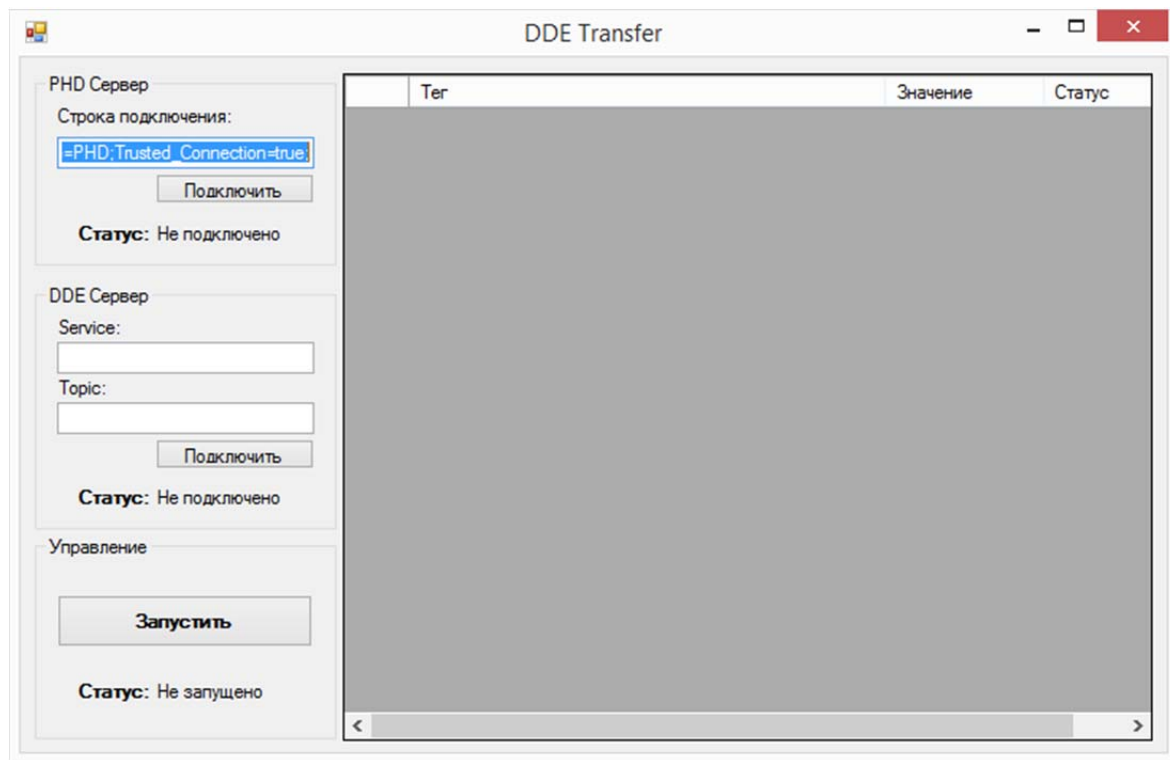 DDE Transfer
PHD Сервер
Строка подключения:
=PHD;Trusted_Connection=true;
Подключить
Статус: Не подключено
DDE Сервер
Service:
Topic:
Подключить
Статус: Не подключено
Управление
Запустить
Статус: Не запущено
Тег Значение Статус